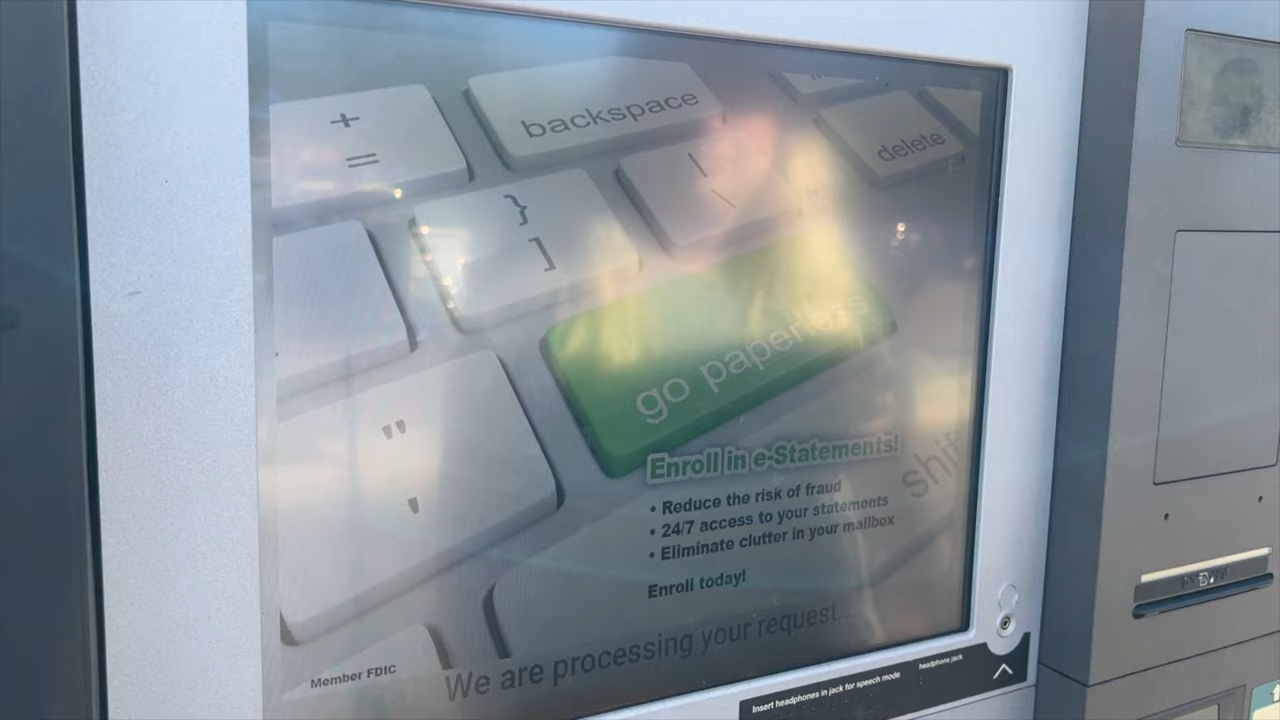 +
=
backspace
delete
}
]
|
\
go paperless
"
'
shift
Enroll in e-Statements!
• Reduce the risk of fraud
• 24/7 access to your statements
• Eliminate clutter in your mailbox
Enroll today!
We are processing your request...
Member FDIC
headphone jack
Insert headphones in jack for speech mode